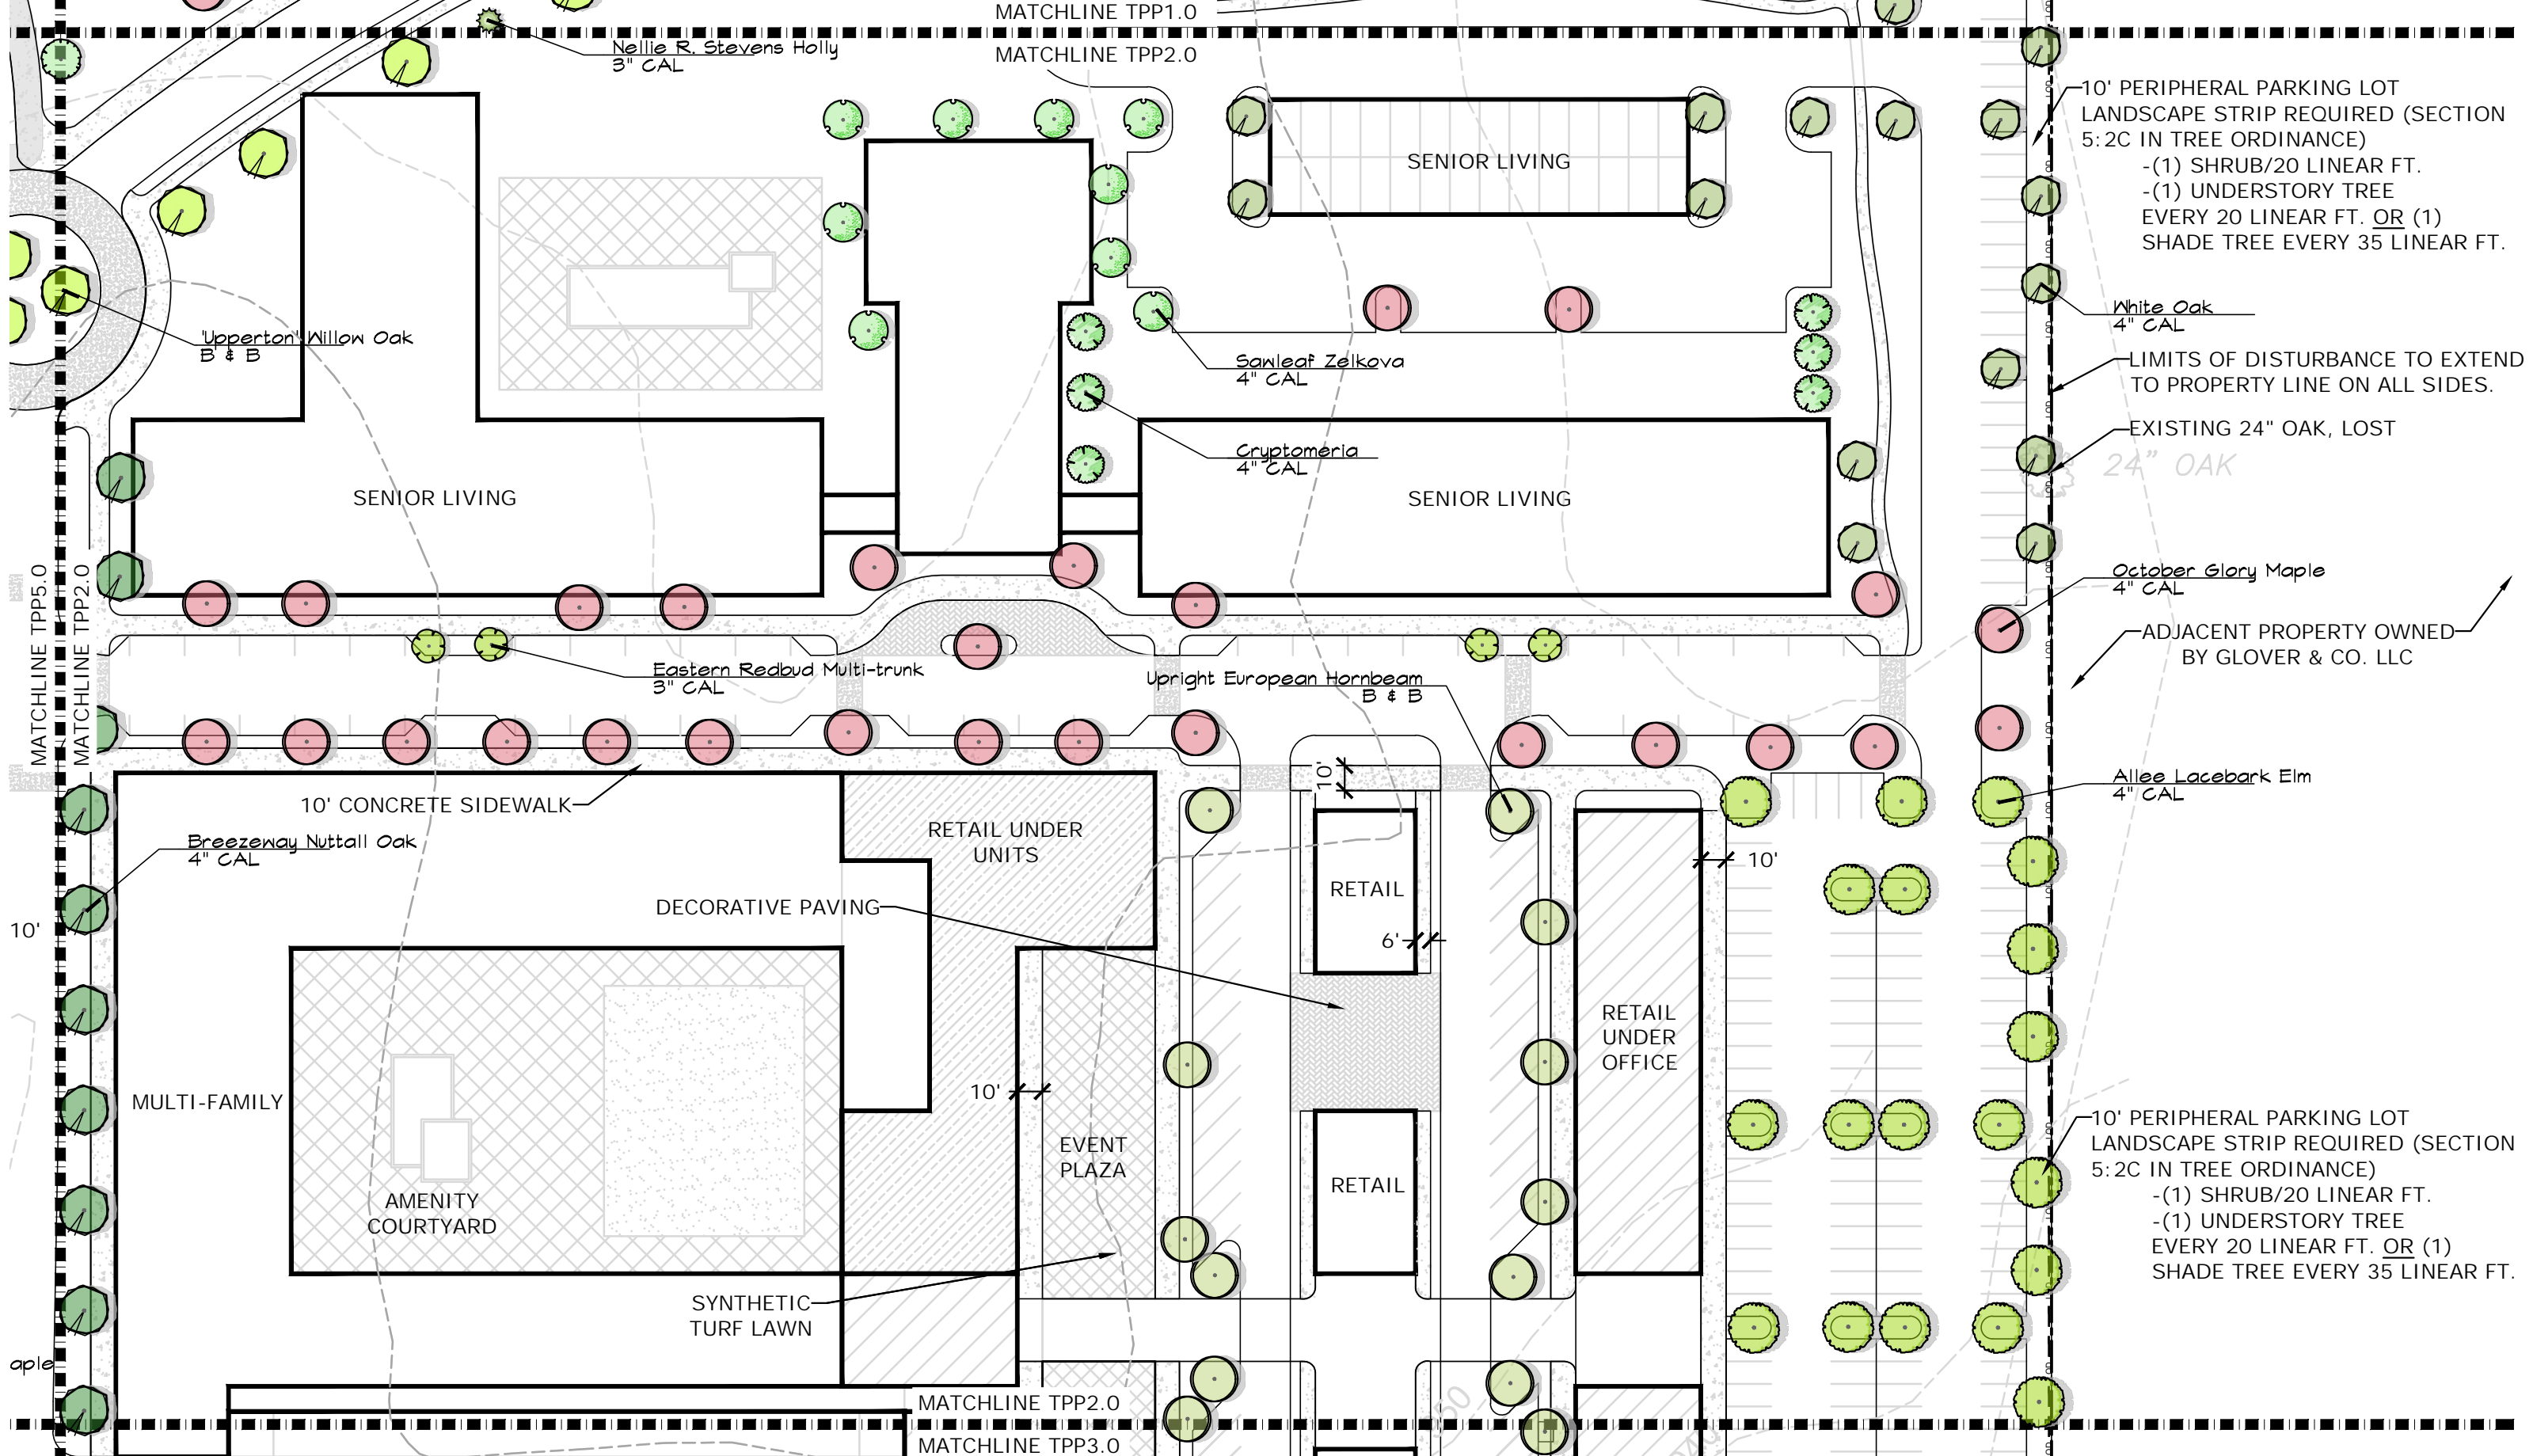 MATCHLINE TPP1.0
MATCHLINE TPP2.0
Nellie R. Stevens Holly
3" CAL
10' PERIPHERAL PARKING LOT
LANDSCAPE STRIP REQUIRED (SECTION
5:2C IN TREE ORDINANCE)
-(1) SHRUB/20 LINEAR FT.
-(1) UNDERSTORY TREE
EVERY 20 LINEAR FT. OR (1)
SHADE TREE EVERY 35 LINEAR FT.
SENIOR LIVING
'Upperton' Willow Oak
B & B
White Oak
4" CAL
Sawleaf Zelkova
4" CAL
LIMITS OF DISTURBANCE TO EXTEND
TO PROPERTY LINE ON ALL SIDES.
EXISTING 24" OAK, LOST
24" OAK
Cryptomeria
4" CAL
SENIOR LIVING
SENIOR LIVING
MATCHLINE TPP5.0
MATCHLINE TPP2.0
October Glory Maple
4" CAL
ADJACENT PROPERTY OWNED
BY GLOVER & CO. LLC
Eastern Redbud Multi-trunk
3" CAL
Upright European Hornbeam
B & B
10'
Allee Lacebark Elm
4" CAL
10' CONCRETE SIDEWALK
Breezeway Nuttall Oak
4" CAL
RETAIL UNDER
UNITS
10'
RETAIL
DECORATIVE PAVING
10'
6'
RETAIL
UNDER
OFFICE
10'
MULTI-FAMILY
EVENT
PLAZA
RETAIL
AMENITY
COURTYARD
10' PERIPHERAL PARKING LOT
LANDSCAPE STRIP REQUIRED (SECTION
5:2C IN TREE ORDINANCE)
-(1) SHRUB/20 LINEAR FT.
-(1) UNDERSTORY TREE
EVERY 20 LINEAR FT. OR (1)
SHADE TREE EVERY 35 LINEAR FT.
SYNTHETIC
TURF LAWN
aple
MATCHLINE TPP2.0
MATCHLINE TPP3.0